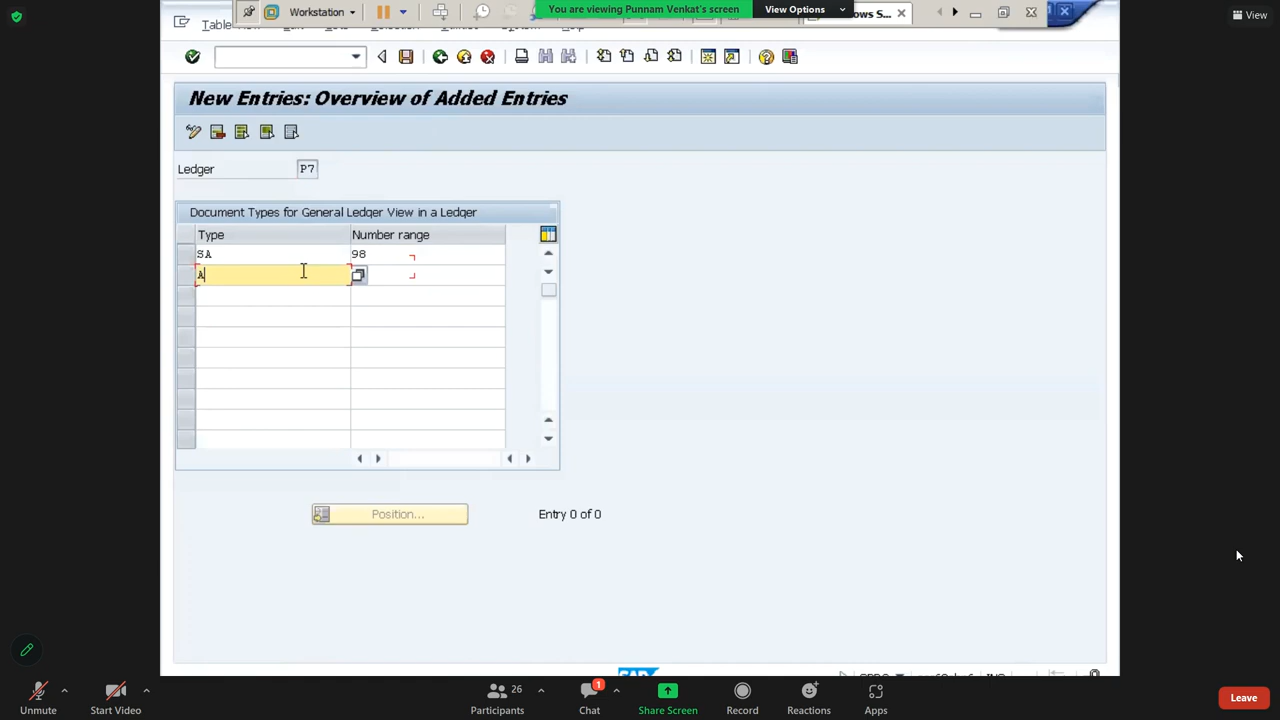 You are viewing Punnam Venkat's screen
View Options
View
Workstation
Table
New Entries: Overview of Added Entries
Ledger P7
Document Types for General Ledger View in a Ledger
Type Number range
SA 98
A
Position...
Entry 0 of 0
Unmute
Start Video
26
Participants
1
Chat
Share Screen
Record
Reactions
Apps
Leave